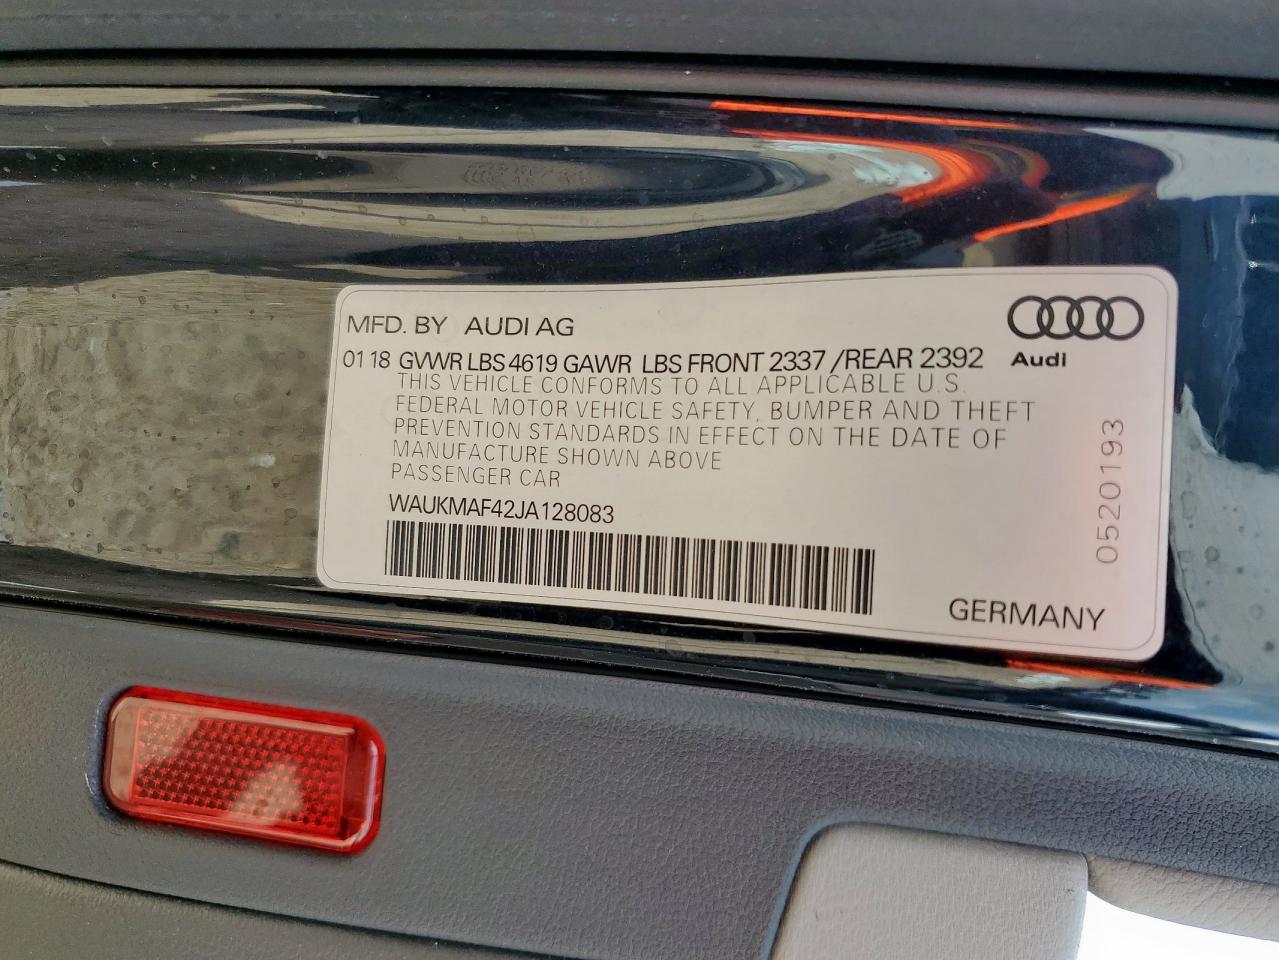 MFD. BY AUDI AG
01 18 GVWR LBS 4619 GAWR LBS FRONT 2337 /REAR 2392
Audi
THIS VEHICLE CONFORMS TO ALL APPLICABLE U.S.
FEDERAL MOTOR VEHICLE SAFETY, BUMPER AND THEFT
PREVENTION STANDARDS IN EFFECT ON THE DATE OF
MANUFACTURE SHOWN ABOVE
PASSENGER CAR
WAUKMAF42JA128083
0520193
GERMANY